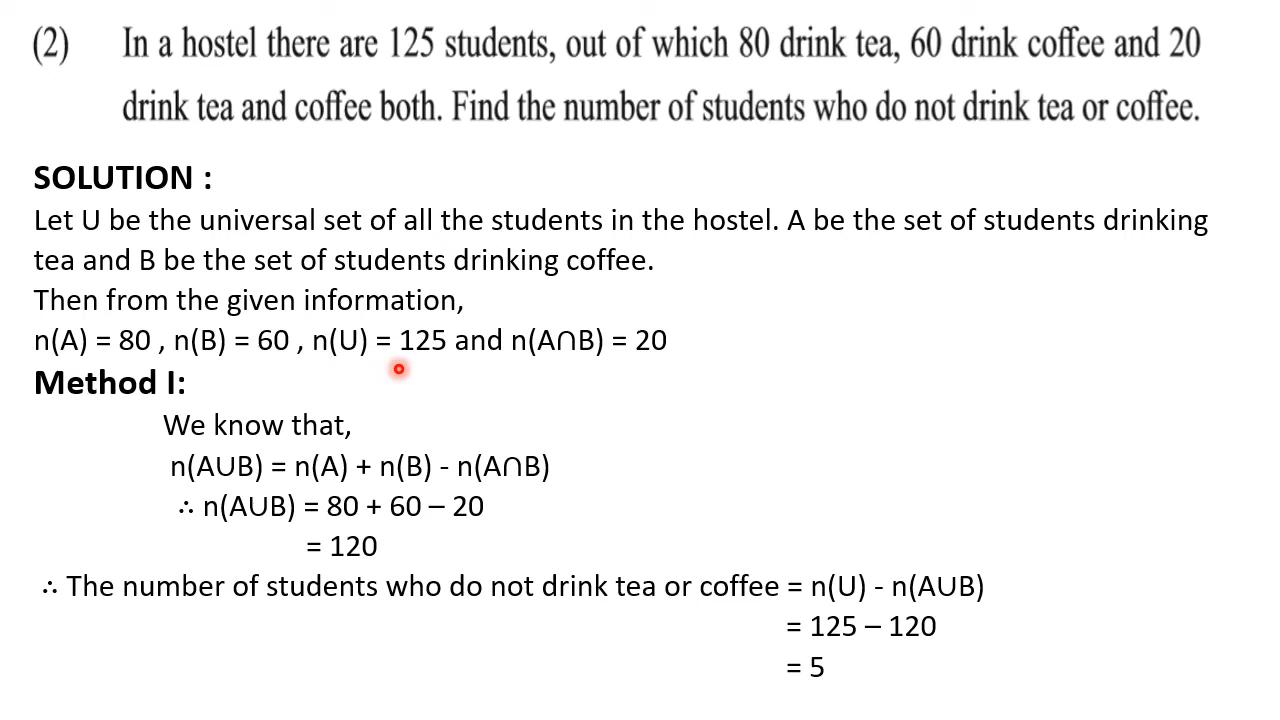 (2) In a hostel there are 125 students, out of which 80 drink tea, 60 drink coffee and 20
drink tea and coffee both. Find the number of students who do not drink tea or coffee.
SOLUTION :
Let U be the universal set of all the students in the hostel. A be the set of students drinking
tea and B be the set of students drinking coffee.
Then from the given information,
n(A) = 80 , n(B) = 60 , n(U) = 125 and n(A∩B) = 20
Method I:
We know that,
n(A∪B) = n(A) + n(B) - n(A∩B)
∴ n(A∪B) = 80 + 60 – 20
= 120
∴ The number of students who do not drink tea or coffee = n(U) - n(A∪B)
= 125 – 120
= 5